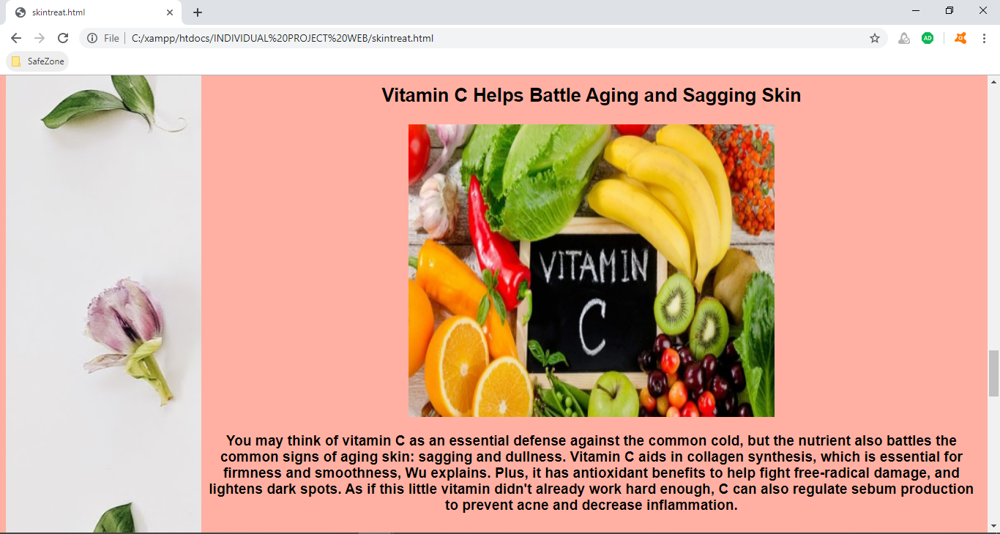 skintreat.html
File
C:/xampp/htdocs/INDIVIDUAL%20PROJECT%20WEB/skintreat.html
AD
SafeZone
Vitamin C Helps Battle Aging and Sagging Skin
VITAMIN
C
You may think of vitamin C as an essential defense against the common cold, but the nutrient also battles the
common signs of aging skin: sagging and dullness. Vitamin C aids in collagen synthesis, which is essential for
firmness and smoothness, Wu explains. Plus, it has antioxidant benefits to help fight free-radical damage, and
lightens dark spots. As if this little vitamin didn't already work hard enough, C can also regulate sebum production
to prevent acne and decrease inflammation.